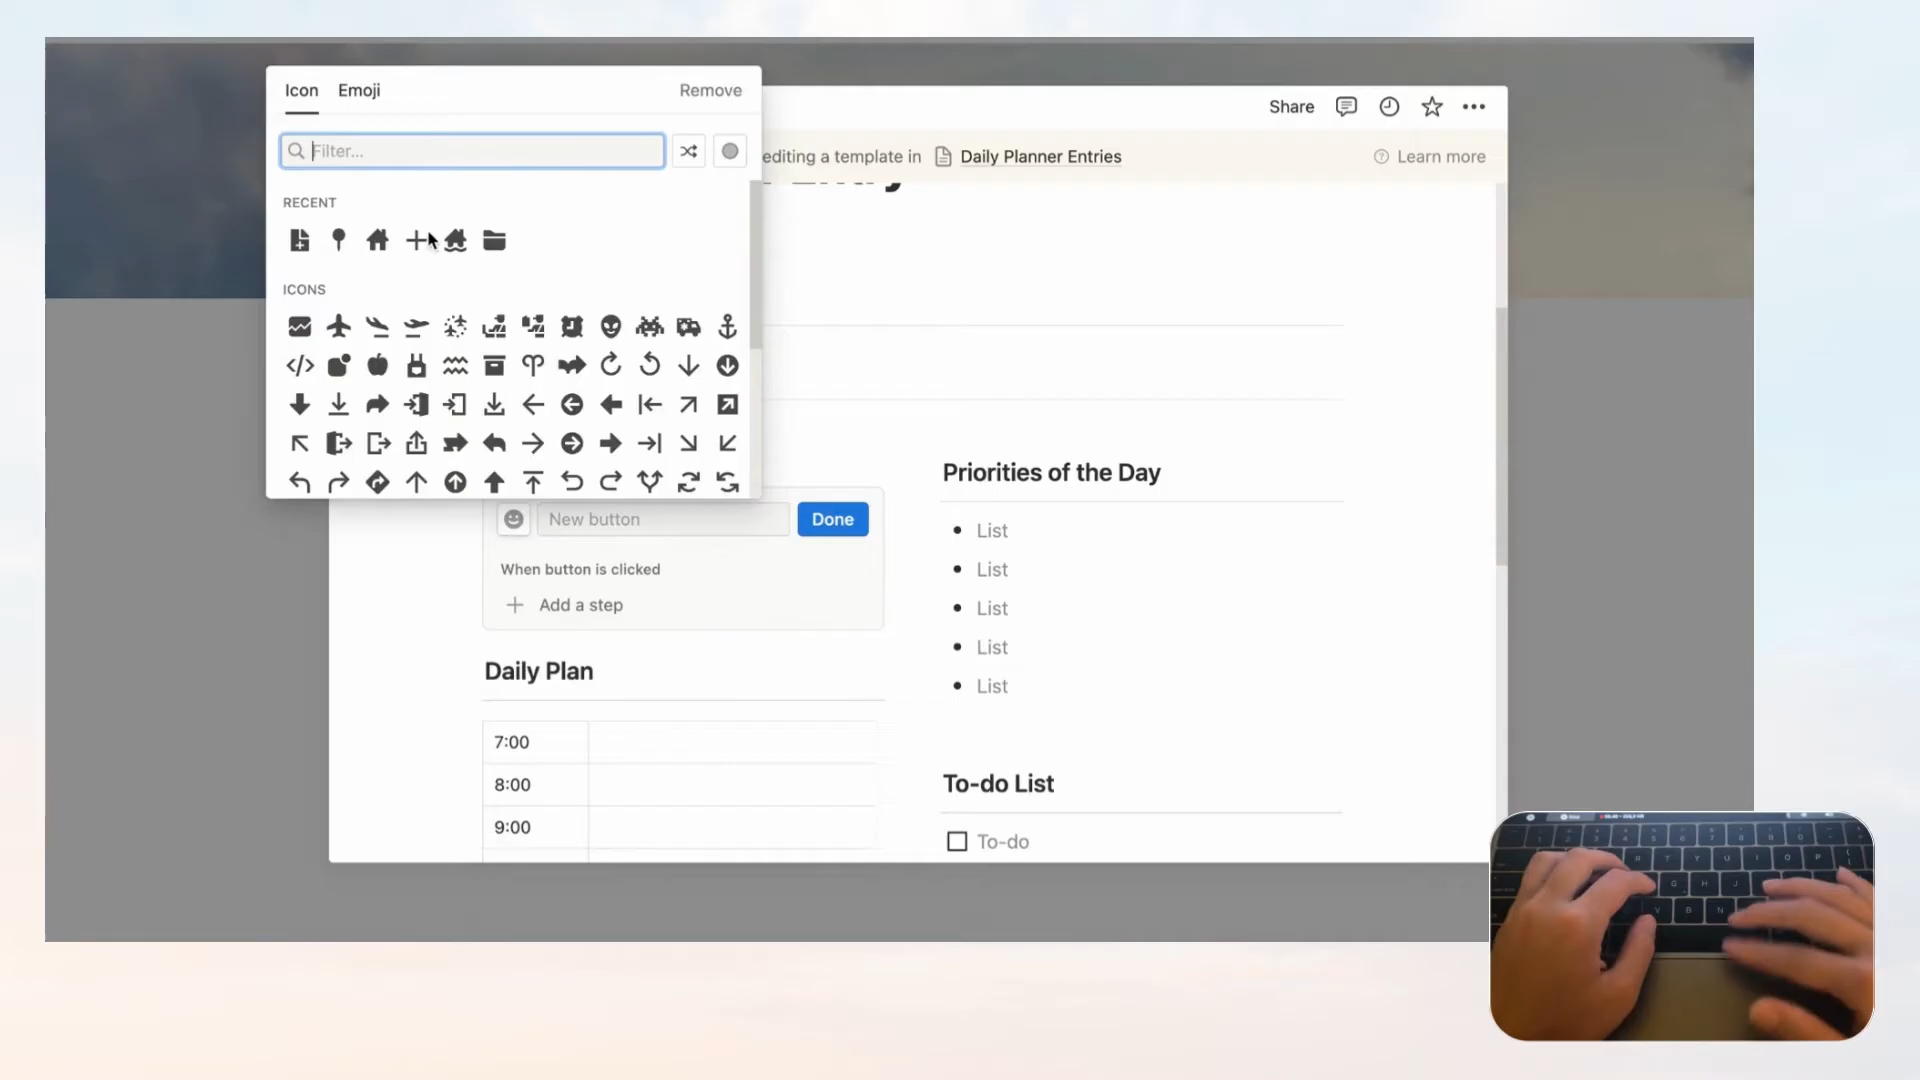 Icon Emoji Remove
Filter...
RECENT
ICONS
Share
editing a template in Daily Planner Entries
Learn more
New button Done
When button is clicked
Add a step
Daily Plan
7:00
8:00
9:00
Priorities of the Day
List
List
List
List
List
To-do List
To-do